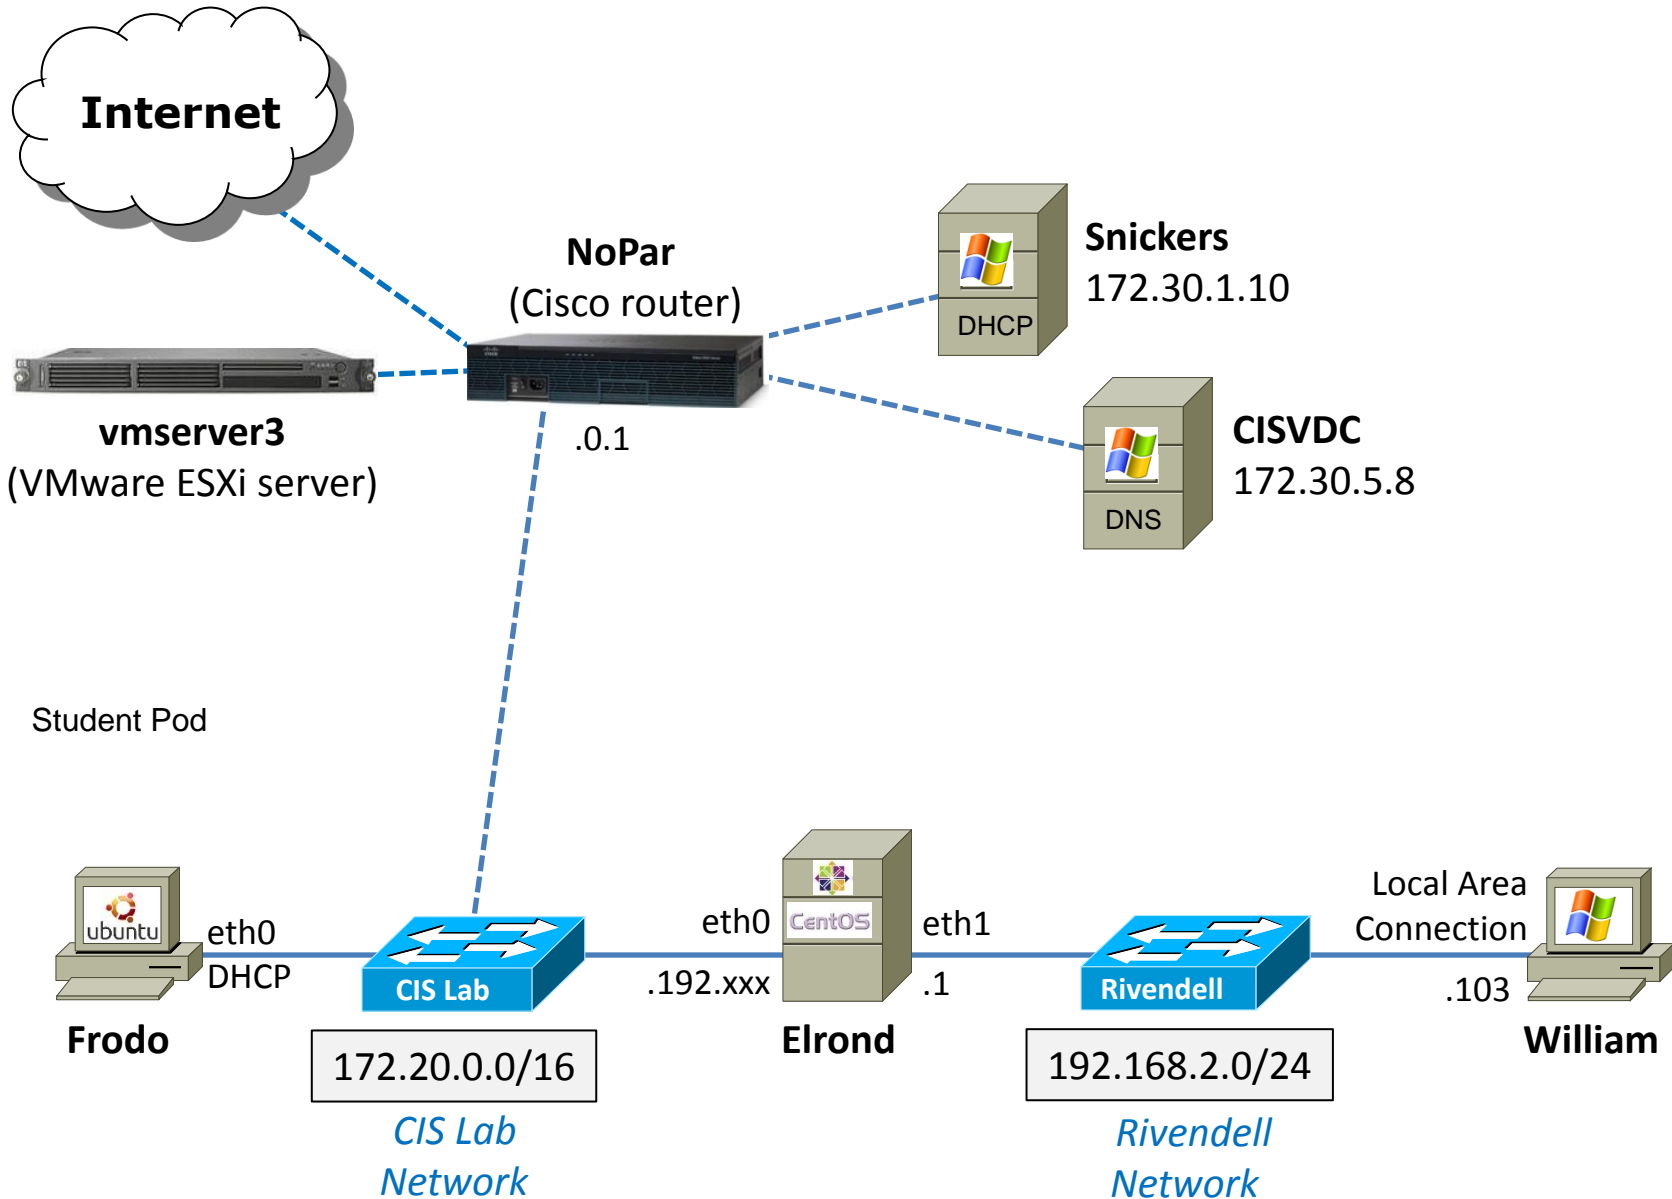 Internet
NoPar
(Cisco router)
Snickers
172.30.1.10
DHCP
vmserver3
(VMware ESXi server)
.0.1
CISVDC
172.30.5.8
DNS
Student Pod
ubuntu
eth0
DHCP
Frodo
CIS Lab
172.20.0.0/16
CIS Lab
Network
eth0
.192.xxx
CentOS
eth1
.1
Elrond
Rivendell
192.168.2.0/24
Rivendell
Network
Local Area
Connection
.103
William